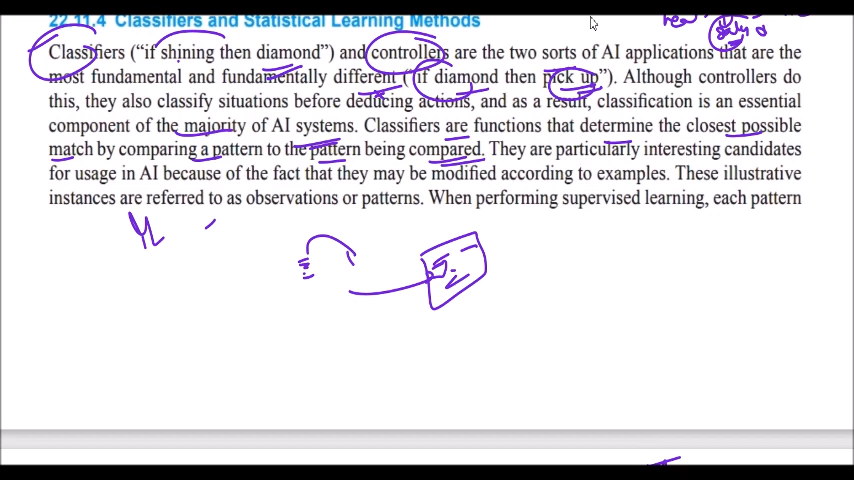 22.11.4 Classifiers and Statistical Learning Methods
Classifiers (“if shining then diamond”) and controllers are the two sorts of AI applications that are the
most fundamental and fundamentally different (“if diamond then pick up”). Although controllers do
this, they also classify situations before deducing actions, and as a result, classification is an essential
component of the majority of AI systems. Classifiers are functions that determine the closest possible
match by comparing a pattern to the pattern being compared. They are particularly interesting candidates
for usage in AI because of the fact that they may be modified according to examples. These illustrative
instances are referred to as observations or patterns. When performing supervised learning, each pattern